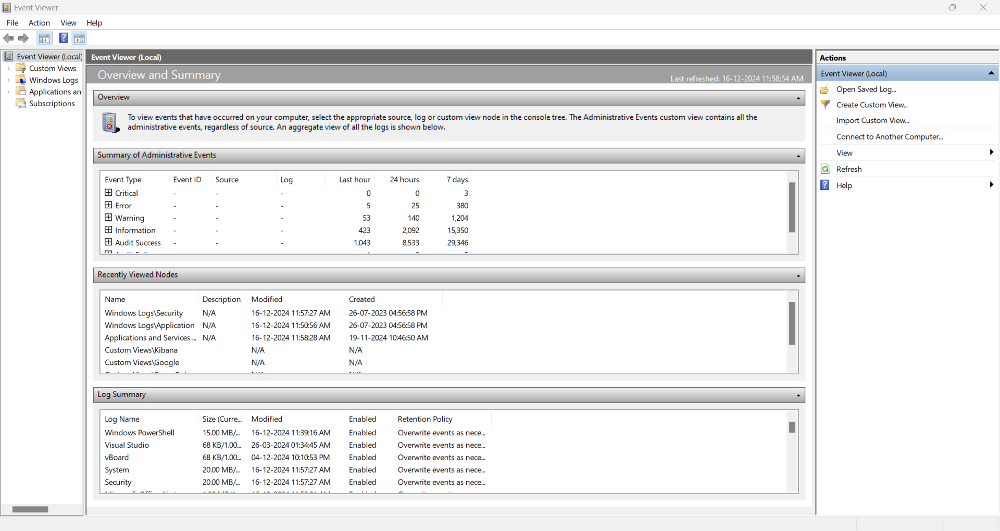 Event Viewer
File Action View Help
Event Viewer (Local)
Custom Views
Windows Logs
Applications an
Subscriptions
Event Viewer (Local)
Overview and Summary
Last refreshed: 16-12-2024 11:58:54 AM
Overview
To view events that have occurred on your computer, select the appropriate source, log or custom view node in the console tree. The Administrative Events custom view contains all the
administrative events, regardless of source. An aggregate view of all the logs is shown below.
Summary of Administrative Events
Event Type Event ID Source Log Last hour 24 hours 7 days
Critical - - - 0 0 3
Error - - - 5 25 380
Warning - - - 53 140 1,204
Information - - - 423 2,092 15,350
Audit Success - - - 1,043 8,533 29,346
Recently Viewed Nodes
Name Description Modified Created
Windows Logs\Security N/A 16-12-2024 11:57:27 AM 26-07-2023 04:56:58 PM
Windows Logs\Application N/A 16-12-2024 11:50:56 AM 26-07-2023 04:56:58 PM
Applications and Services ... N/A 16-12-2024 11:58:28 AM 19-11-2024 10:46:50 AM
Custom Views\Kibana N/A N/A
Custom Views\Google N/A N/A
Log Summary
Log Name Size (Curre... Modified Enabled Retention Policy
Windows PowerShell 15.00 MB/... 16-12-2024 11:39:16 AM Enabled Overwrite events as nece...
Visual Studio 68 KB/1.00... 26-03-2024 01:34:45 AM Enabled Overwrite events as nece...
vBoard 68 KB/1.00... 04-12-2024 10:10:53 PM Enabled Overwrite events as nece...
System 20.00 MB/... 16-12-2024 11:57:27 AM Enabled Overwrite events as nece...
Security 20.00 MB/... 16-12-2024 11:57:27 AM Enabled Overwrite events as nece...
Actions
Event Viewer (Local)
Open Saved Log...
Create Custom View...
Import Custom View...
Connect to Another Computer...
View
Refresh
Help